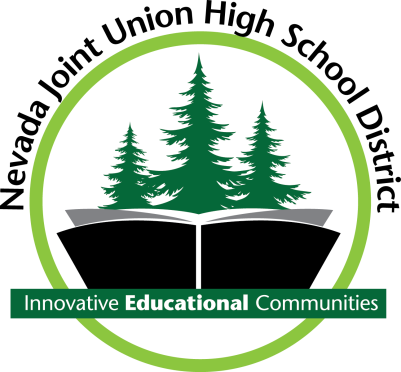 Nevada Joint Union High School District
Innovative Educational Communities